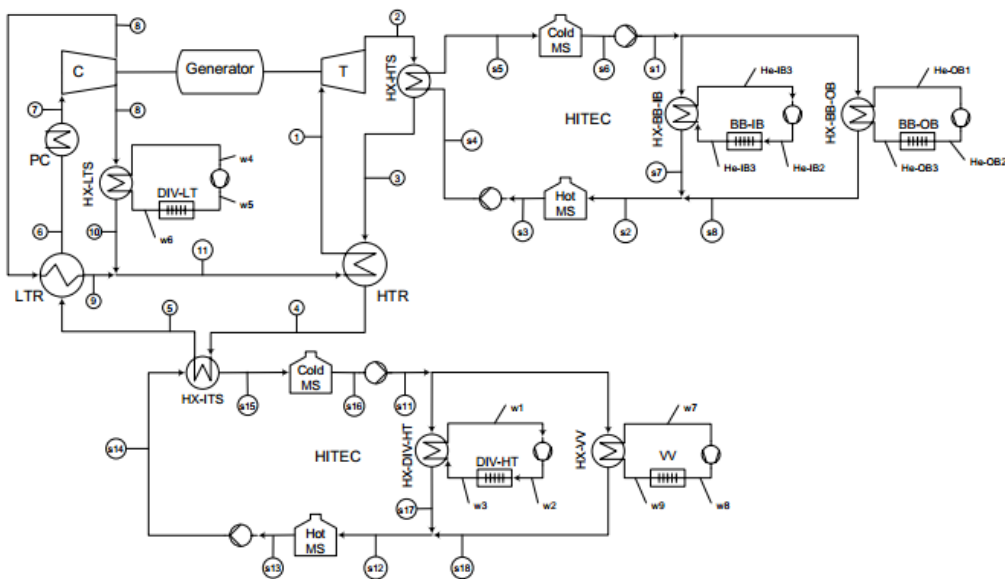 8
2
C
Generator
T
HX-HTS
s5
Cold
MS
s6
s1
He-IB3
He-OB1
7
8
1
HITEC
HX-BB-IB
BB-IB
HX-BB-OB
BB-OB
PC
HX-LTS
w4
s4
He-IB3
He-IB2
He-OB3
He-OB2
DIV-LT
w5
3
s7
6
10
w6
s3
Hot
MS
s2
s8
11
LTR
9
HTR
5
4
HX-ITS
s15
Cold
MS
s16
s11
w1
w7
s14
HITEC
HX-DIV-HT
DIV-HT
HX-VV
VV
s17
w3
w2
w9
w8
s13
Hot
MS
s12
s18